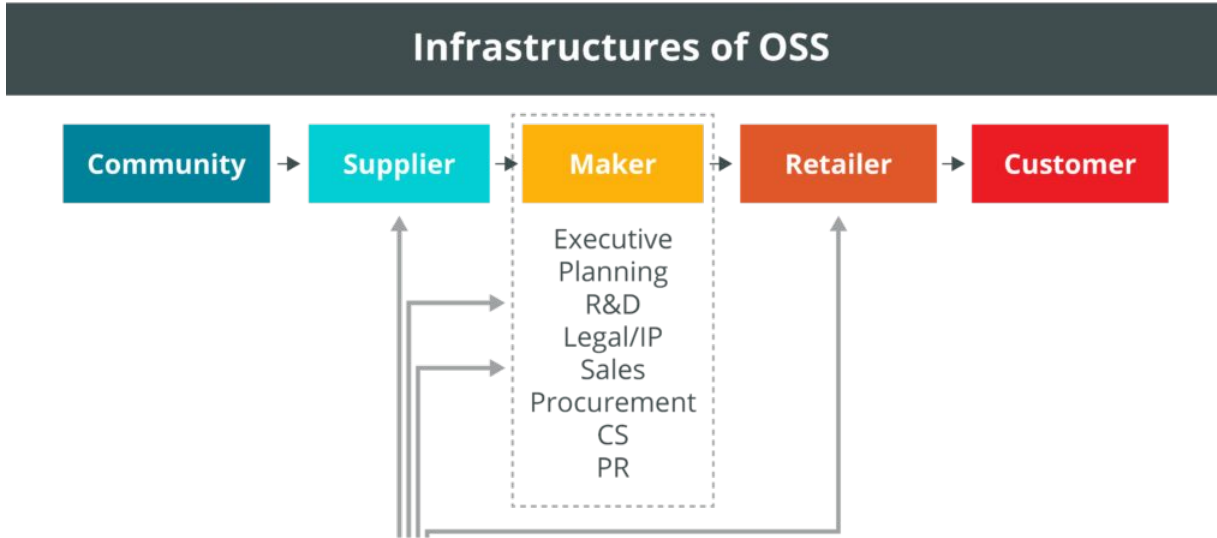 Infrastructures of OSS
Community
Supplier
Maker
Retailer
Customer
Executive
Planning
R&D
Legal/IP
Sales
Procurement
CS
PR